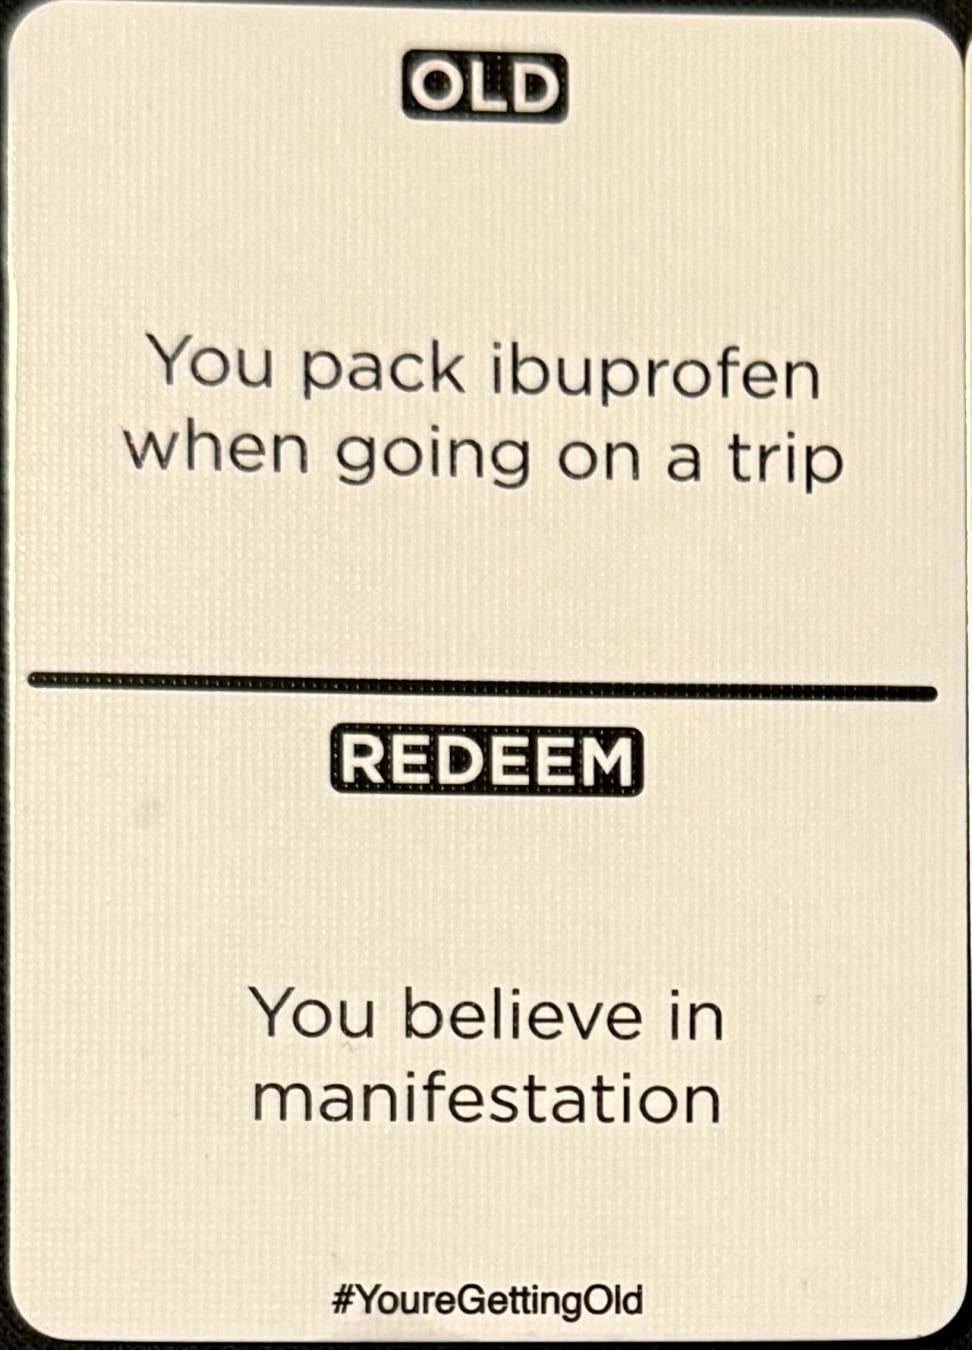 OLD
You pack ibuprofen
when going on a trip
REDEEM
You believe in
manifestation
#YoureGettingOld